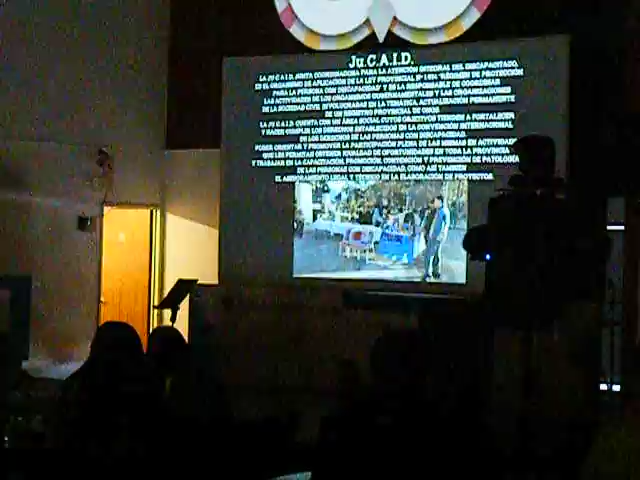 Ju.C.A.I.D.
LA JU.C.A.I.D. JUNTA COORDINADORA PARA LA ATENCIÓN INTEGRAL DEL DISCAPACITADO,
ES EL ORGANISMO DE APLICACIÓN DE LA LEY PROVINCIAL Nº "RÉGIMEN DE PROTECCIÓN
PARA LA PERSONA CON DISCAPACIDAD" Y ES LA RESPONSABLE DE COORDINAR
LAS ACTIVIDADES DE LOS ORGANISMOS GUBERNAMENTALES Y LAS ORGANIZACIONES
DE LA SOCIEDAD CIVIL INVOLUCRADAS EN LA TEMÁTICA, ACTUALIZACIÓN PERMANENTE
DE UN REGISTRO PROVINCIAL DE ONGS
LA JU.C.A.I.D. CUENTA CON UN ÁREA SOCIAL CUYOS OBJETIVOS TIENDEN A FORTALECER
Y HACER CUMPLIR LOS DERECHOS ESTABLECIDOS EN LA CONVENCIÓN INTERNACIONAL
DE LOS DERECHOS DE LAS PERSONAS CON DISCAPACIDAD.
PODER ORIENTAR Y PROMOVER LA PARTICIPACIÓN PLENA DE LAS MISMAS EN ACTIVIDADES
QUE LES PERMITAN OBTENER IGUALDAD DE OPORTUNIDADES EN TODA LA PROVINCIA
Y TRABAJAR EN LA CAPACITACIÓN, PROMOCIÓN, CONTENCIÓN Y PREVENCIÓN DE PATOLOGÍA
DE LAS PERSONAS CON DISCAPACIDAD, COMO ASÍ TAMBIÉN
EL ASESORAMIENTO LEGAL Y TÉCNICO EN LA ELABORACIÓN DE PROYECTOS